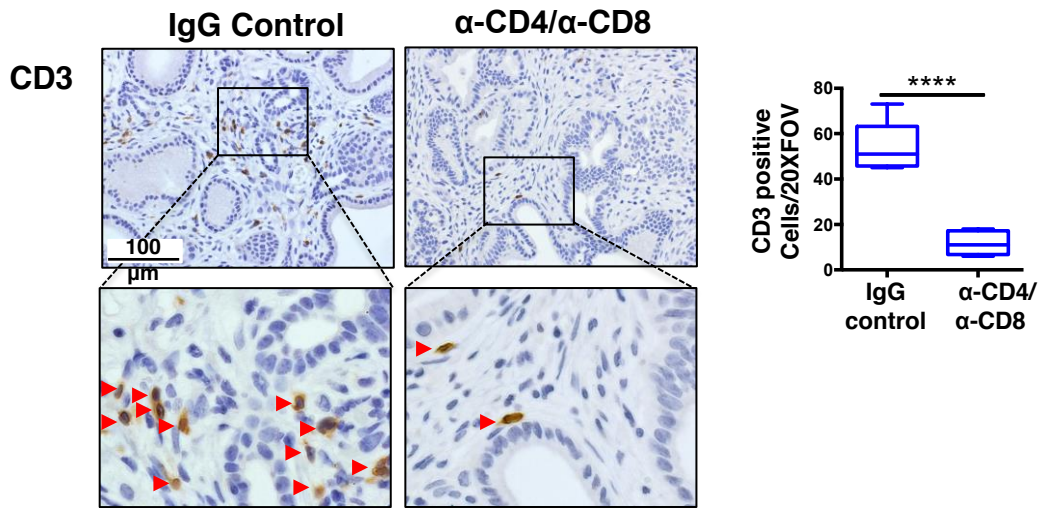 IgG Control
α-CD4/α-CD8
CD3
100
μm
CD3 positive
Cells/20XFOV
80
60
40
20
0
****
IgG
control
α-CD4/
α-CD8